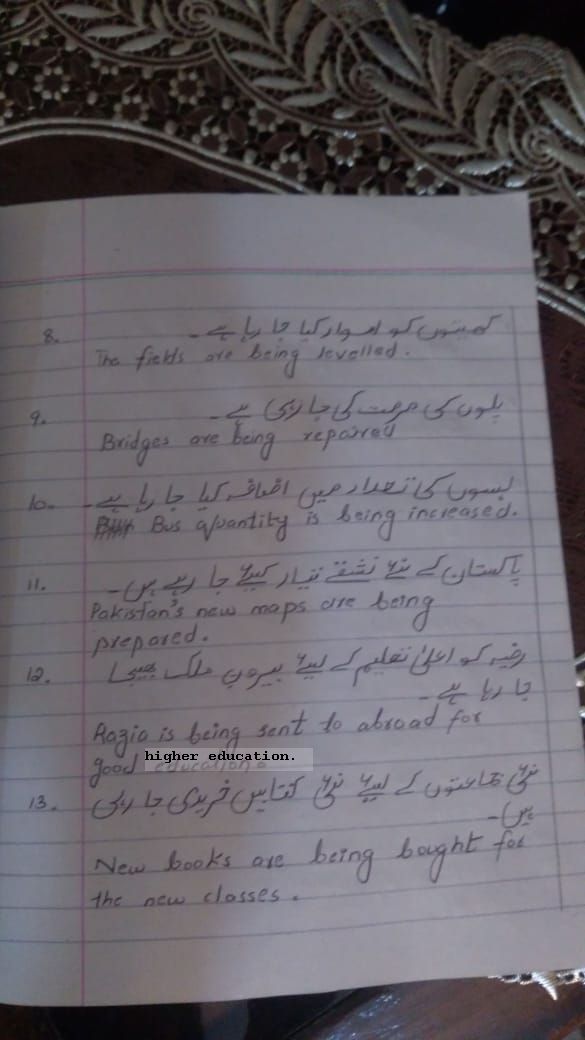 8. کھیتوں کو ہموار کیا جا رہا ہے۔
The fields are being levelled.
9. پلوں کی مرمت کی جا رہی ہے۔
Bridges are being repaired
10. بسوں کی تعداد میں اضافہ کیا جا رہا ہے۔
Bus quantity is being increased.
11. پاکستان کے نئے نقشے تیار کیئے جا رہے ہیں۔
Pakistan's new maps are being
prepared.
12. رضیہ کو اعلیٰ تعلیم کے لیئے بیرون ملک بھیجا
جا رہا ہے۔
Razia is being sent to abroad for
good higher education.
13. نئی جماعتوں کے لیئے نئی کتابیں خریدی جا رہی
ہیں۔
New books are being bought for
the new classes.